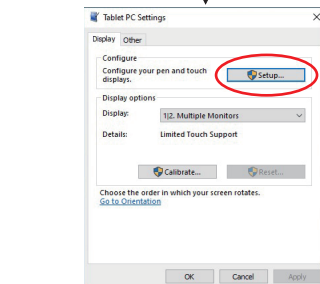 Tablet PC Settings
Display Other
Configure
Configure your pen and touch
displays.
Setup...
Display options
Display: 1|2. Multiple Monitors
Details: Limited Touch Support
Calibrate... Reset...
Choose the order in which your screen rotates.
Go to Orientation
OK Cancel Apply